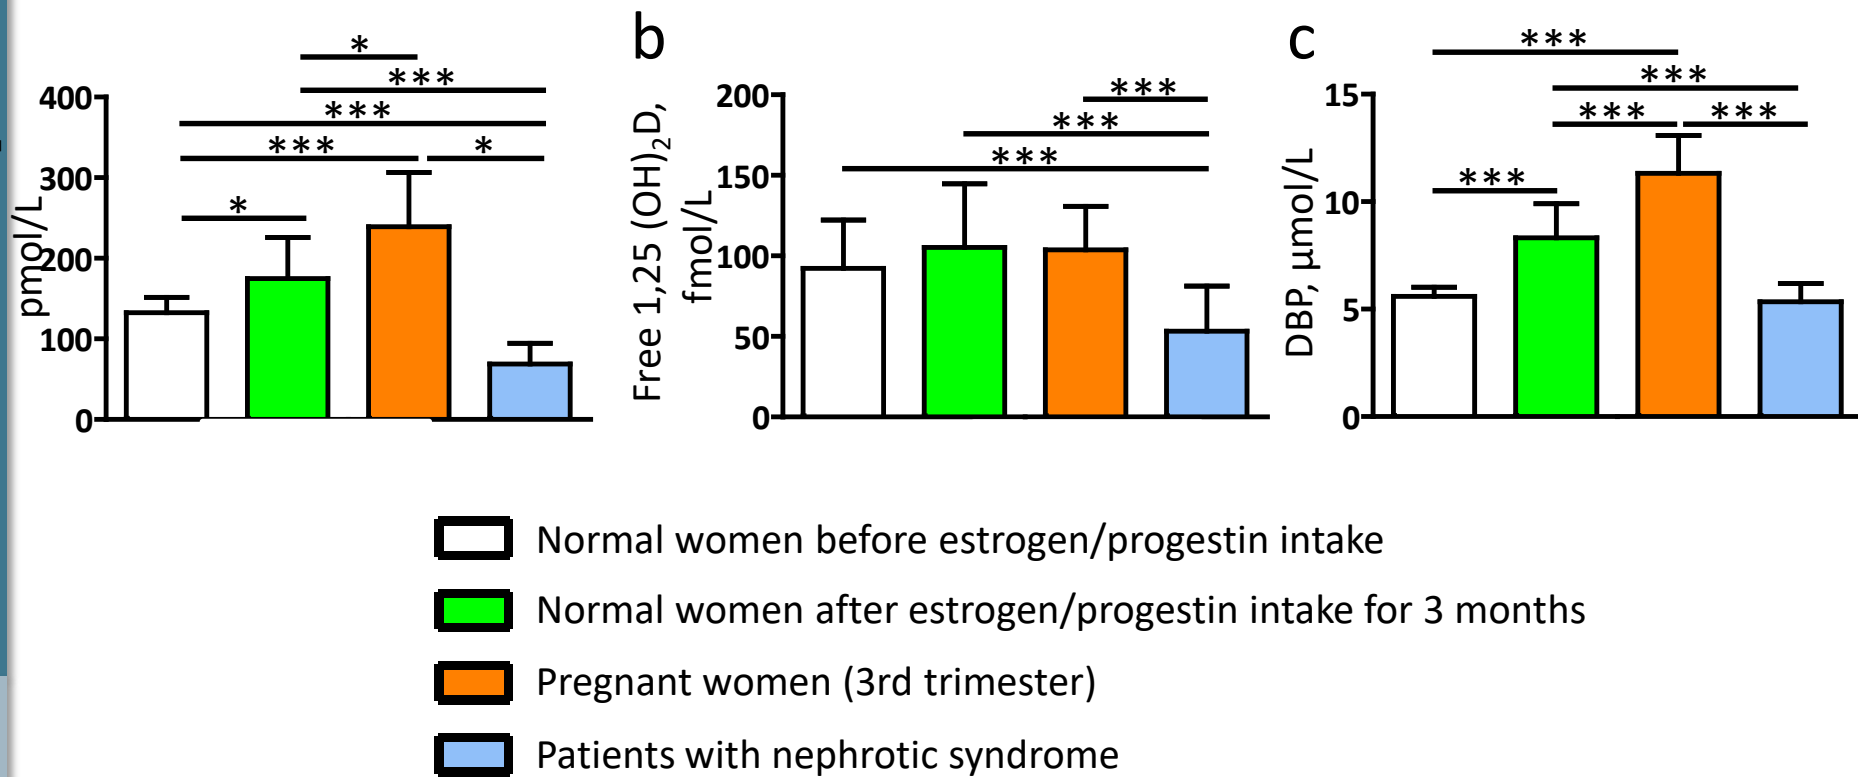 b
c
*
***
***
***
*
*
400
300
200
100
0
pmol/L
***
***
***
200
150
100
50
0
Free 1,25 (OH)₂D,
fmol/L
***
***
***
***
***
15
10
5
0
DBP, µmol/L
Normal women before estrogen/progestin intake
Normal women after estrogen/progestin intake for 3 months
Pregnant women (3rd trimester)
Patients with nephrotic syndrome